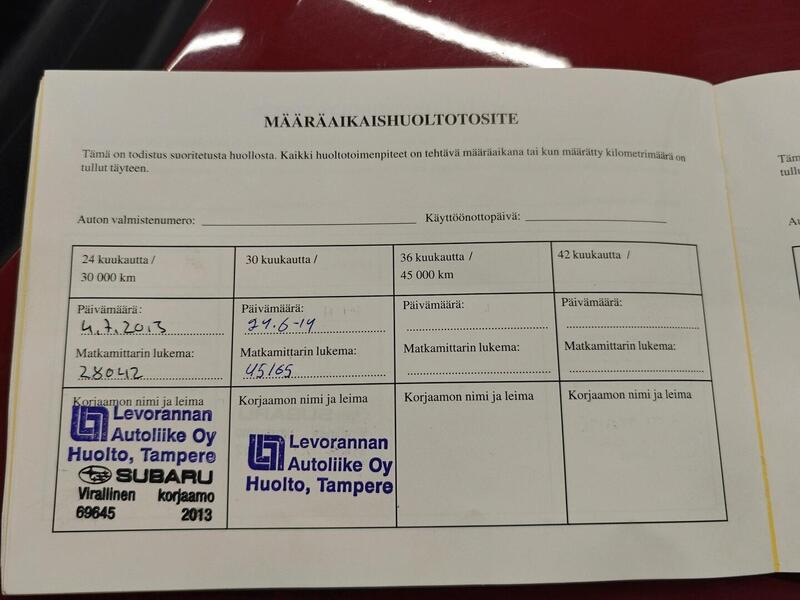 MÄÄRÄAIKAISHUOLTOTOSITE
Tämä on todistus suoritetusta huollosta. Kaikki huoltotoimenpiteet on tehtävä määräaikana tai kun määrätty kilometrimäärä on
tullut täyteen.
Auton valmistenumero: Käyttöönottopäivä:
24 kuukautta /
30 000 km
Päivämäärä:
4.7.2013
Matkamittarin lukema:
28042
Korjaamon nimi ja leima
Levorannan
Autoliike Oy
Huolto, Tampere
SUBARU
Virallinen korjaamo
69645 2013
30 kuukautta /
Päivämäärä:
Matkamittarin lukema:
45165
Korjaamon nimi ja leima
Levorannan
Autoliike Oy
Huolto, Tampere
36 kuukautta /
45 000 km
Päivämäärä:
Matkamittarin lukema:
Korjaamon nimi ja leima
42 kuukautta /
Päivämäärä:
Matkamittarin lukema:
Korjaamon nimi ja leima